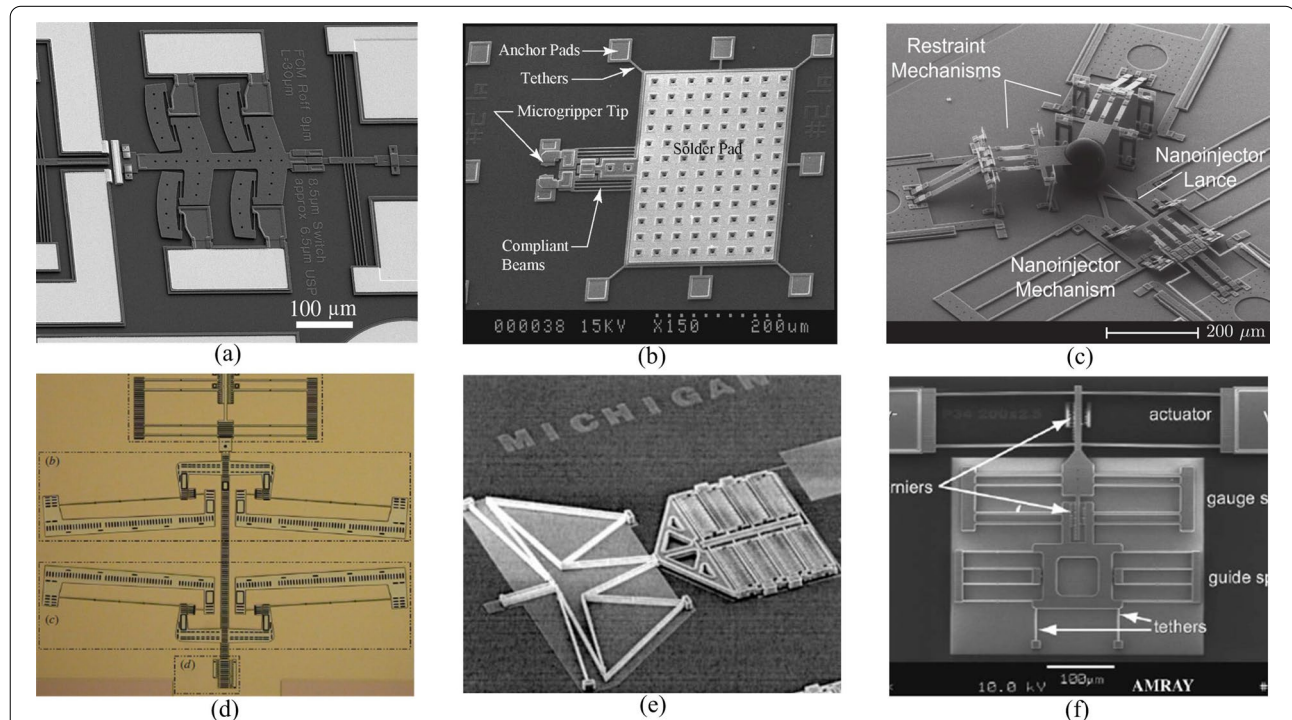 FCM Roff 9µm
L=30µm
8.5µm Switch
approx 6.5µm USP
100 µm
(a)
Anchor Pads
Tethers
Microgripper Tip
Solder Pad
Compliant
Beams
000038 15KV X150 200um
(b)
Restraint
Mechanisms
Nanoinjector
Lance
Nanoinjector
Mechanism
200 µm
(c)
(b)
(c)
(d)
(d)
MICHIGAN
(e)
actuator
rniers
gauge s
guide sp
tethers
100µm
10.0 kV AMRAY #
(f)